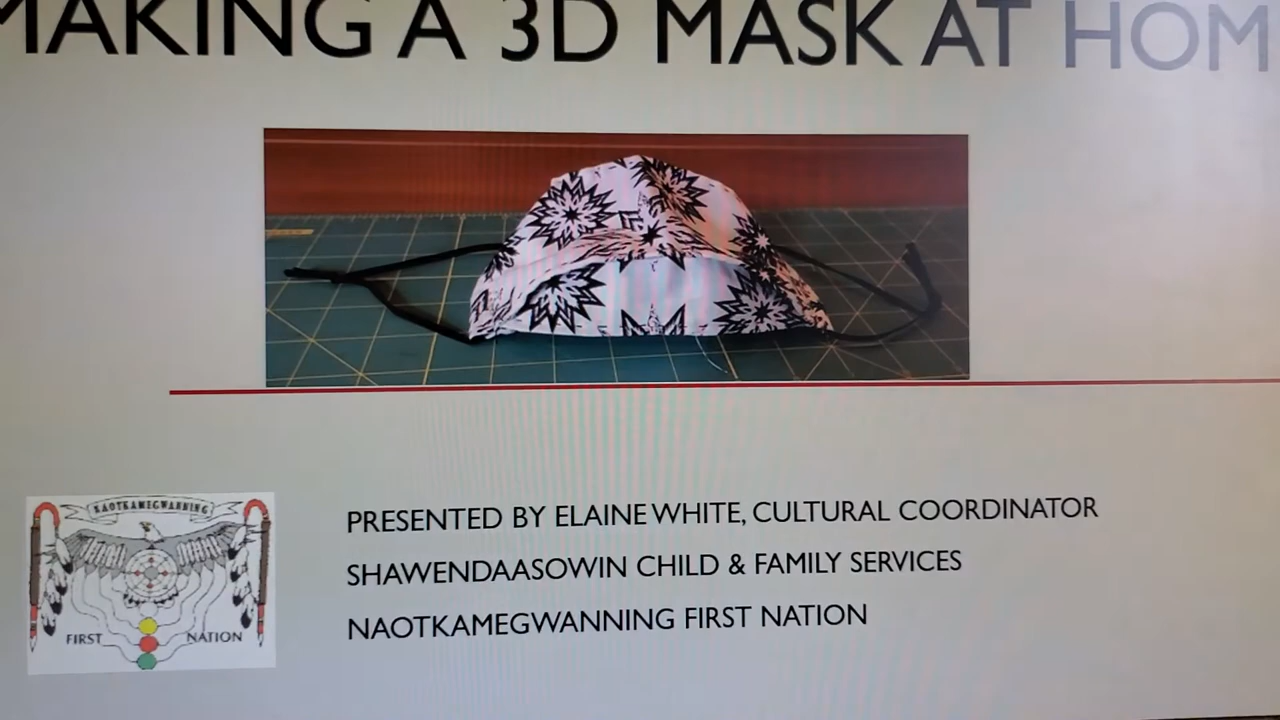 MAKING A 3D MASK AT HOM
NAOTKAMEGWANNING
FIRST NATION
PRESENTED BY ELAINE WHITE, CULTURAL COORDINATOR
SHAWENDAASOWIN CHILD & FAMILY SERVICES
NAOTKAMEGWANNING FIRST NATION